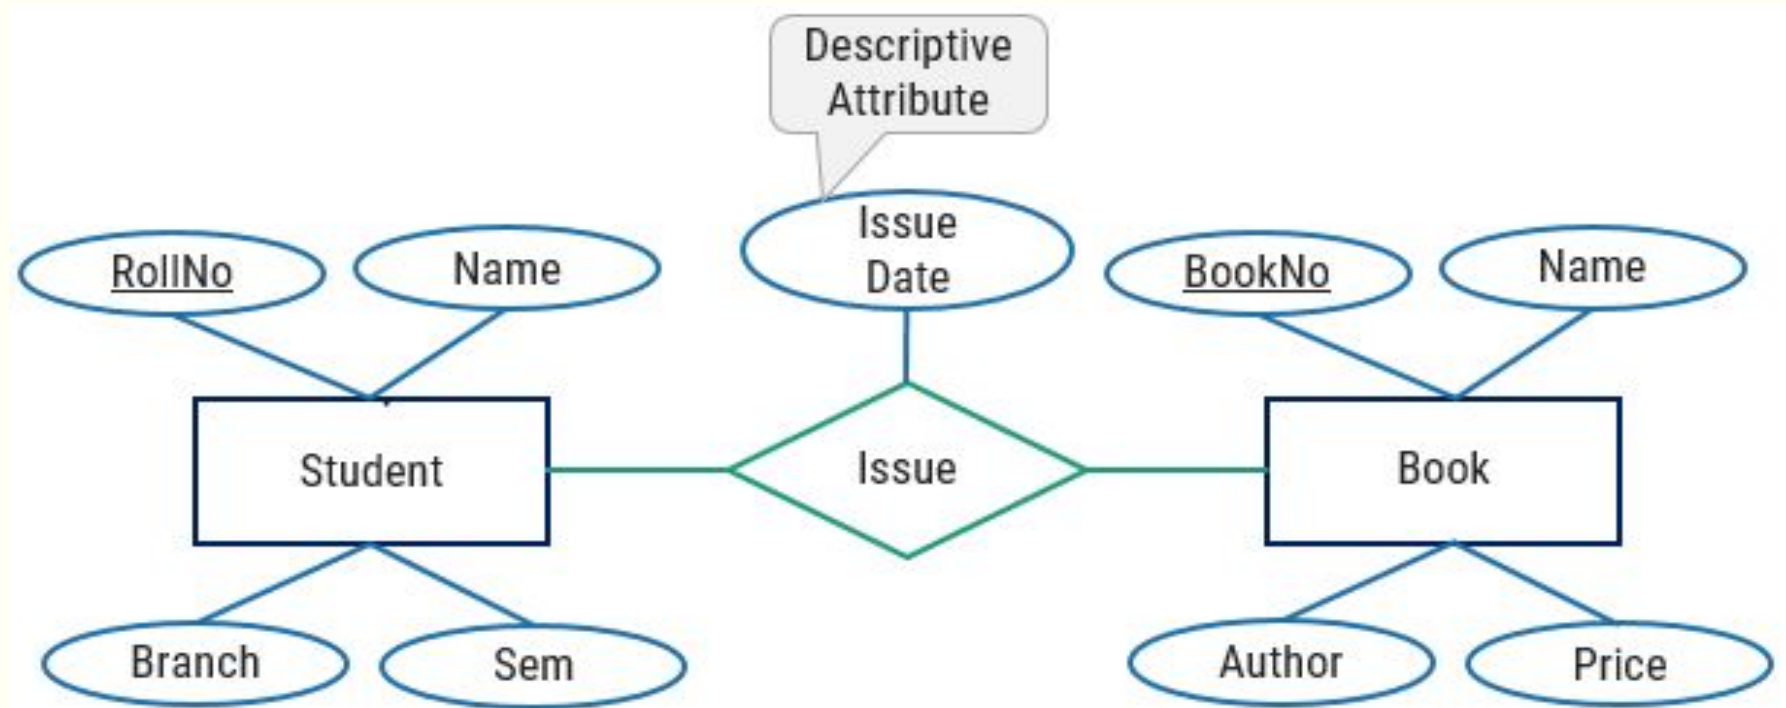 Descriptive
Attribute
Issue
Date
RollNo
Name
BookNo
Name
Student
Issue
Book
Branch
Sem
Author
Price